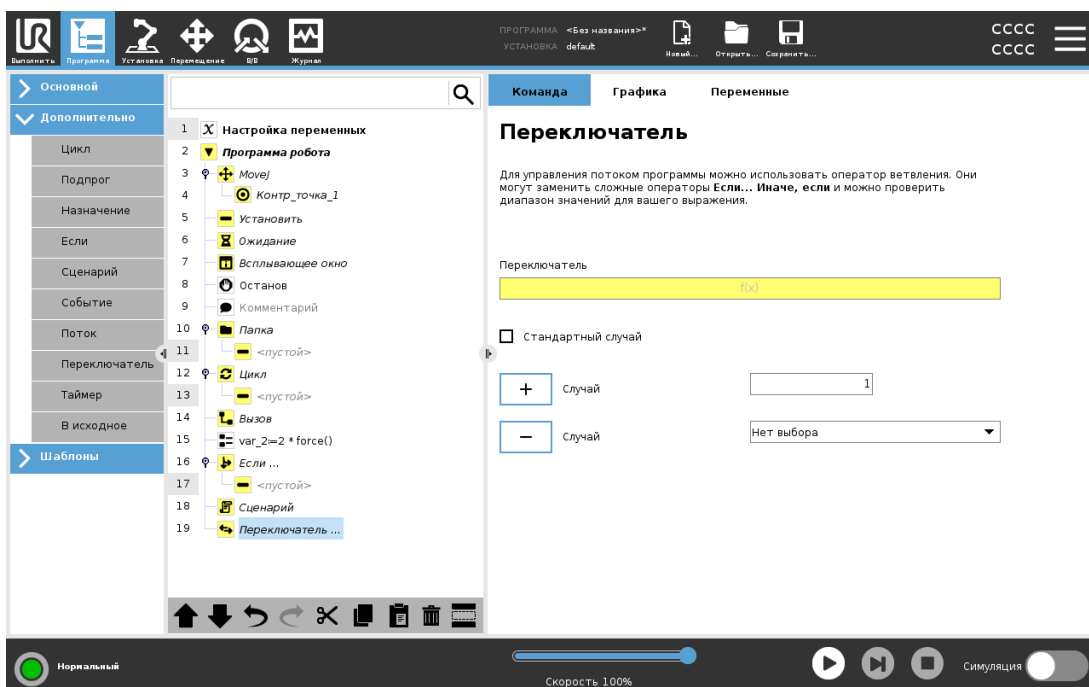 ПРОГРАММА <Без названия>*
УСТАНОВКА default
Выполнить Программа Установка Перемещение В/В Журнал
Новый... Открыть... Сохранить...
CCCC
CCCC
Основной
Дополнительно
Цикл
Подпрог
Назначение
Если
Сценарий
Событие
Поток
Переключатель
Таймер
В исходное
Шаблоны
1 Настройка переменных
2 Программа робота
3 MoveJ
4 Контр_точка_1
5 Установить
6 Ожидание
7 Всплывающее окно
8 Останов
9 Комментарий
10 Папка
11 <пустой>
12 Цикл
13 <пустой>
14 Вызов
15 var_2≔2 * force()
16 Если ...
17 <пустой>
18 Сценарий
19 Переключатель ...
Команда Графика Переменные
Переключатель
Для управления потоком программы можно использовать оператор ветвления. Они
могут заменить сложные операторы Если... Иначе, если и можно проверить
диапазон значений для вашего выражения.
Переключатель
f(x)
Стандартный случай
+ Случай 1
− Случай Нет выбора
Нормальный
Скорость 100%
Симуляция